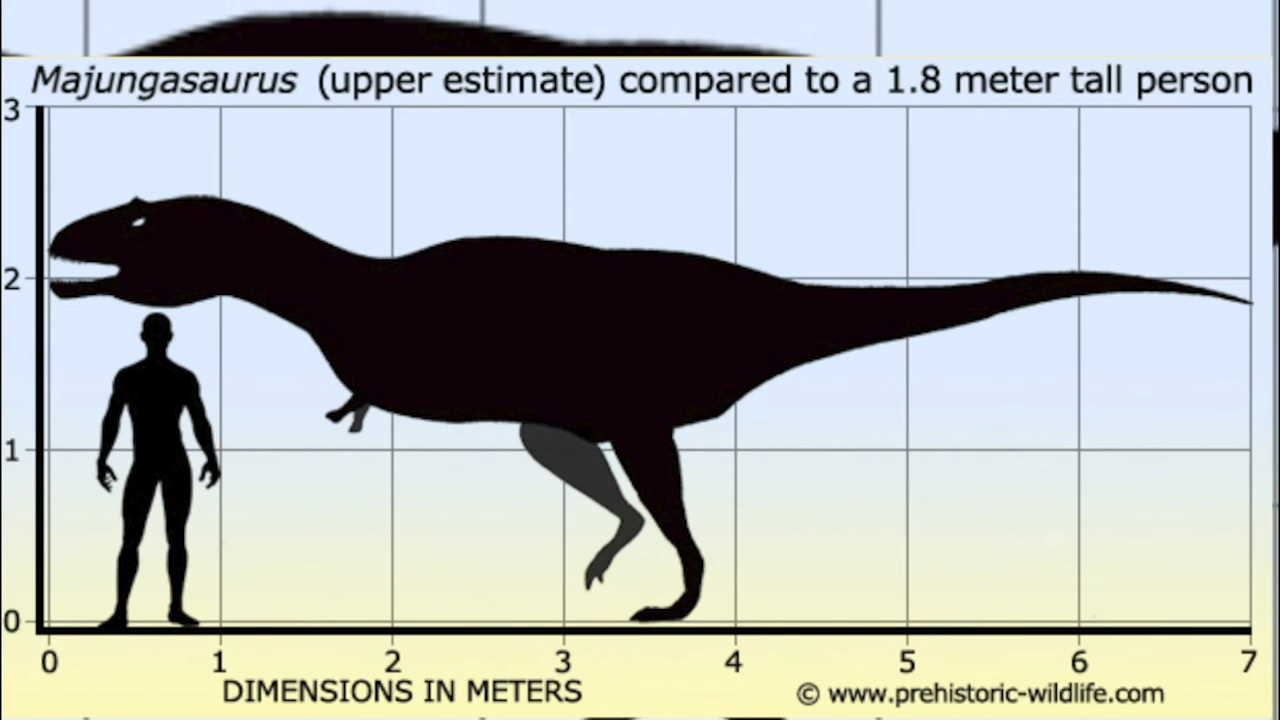 Majungasaurus (upper estimate) compared to a 1.8 meter tall person
3
2
1
0
0 1 2 3 4 5 6 7
DIMENSIONS IN METERS © www.prehistoric-wildlife.com